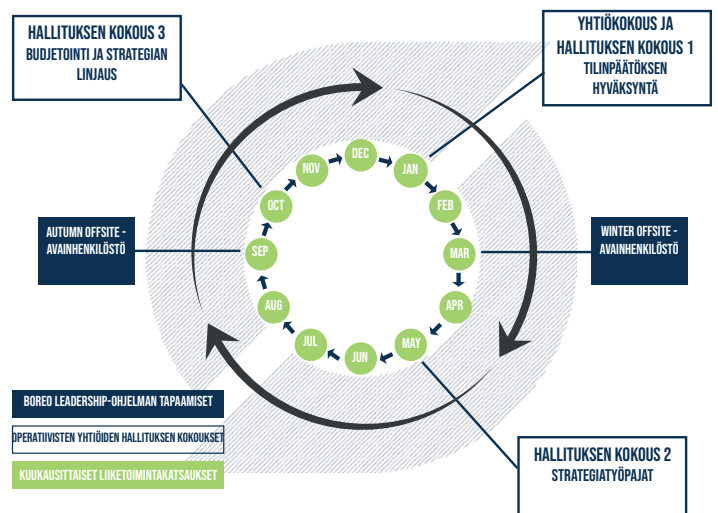 HALLITUKSEN KOKOUS 3
BUDJETOINTI JA STRATEGIAN
LINJAUS
YHTIÖKOKOUS JA
HALLITUKSEN KOKOUS 1
TILINPÄÄTÖKSEN
HYVÄKSYNTÄ
DEC
JAN
FEB
MAR
APR
MAY
JUN
JUL
AUG
SEP
OCT
NOV
AUTUMN OFFSITE -
AVAINHENKILÖSTÖ
WINTER OFFSITE -
AVAINHENKILÖSTÖ
BOREO LEADERSHIP-OHJELMAN TAPAAMISET
OPERATIIVISTEN YHTIÖIDEN HALLITUKSEN KOKOUKSET
KUUKAUSITTAISET LIIKETOIMINTAKATSAUKSET
HALLITUKSEN KOKOUS 2
STRATEGIATYÖPAJAT